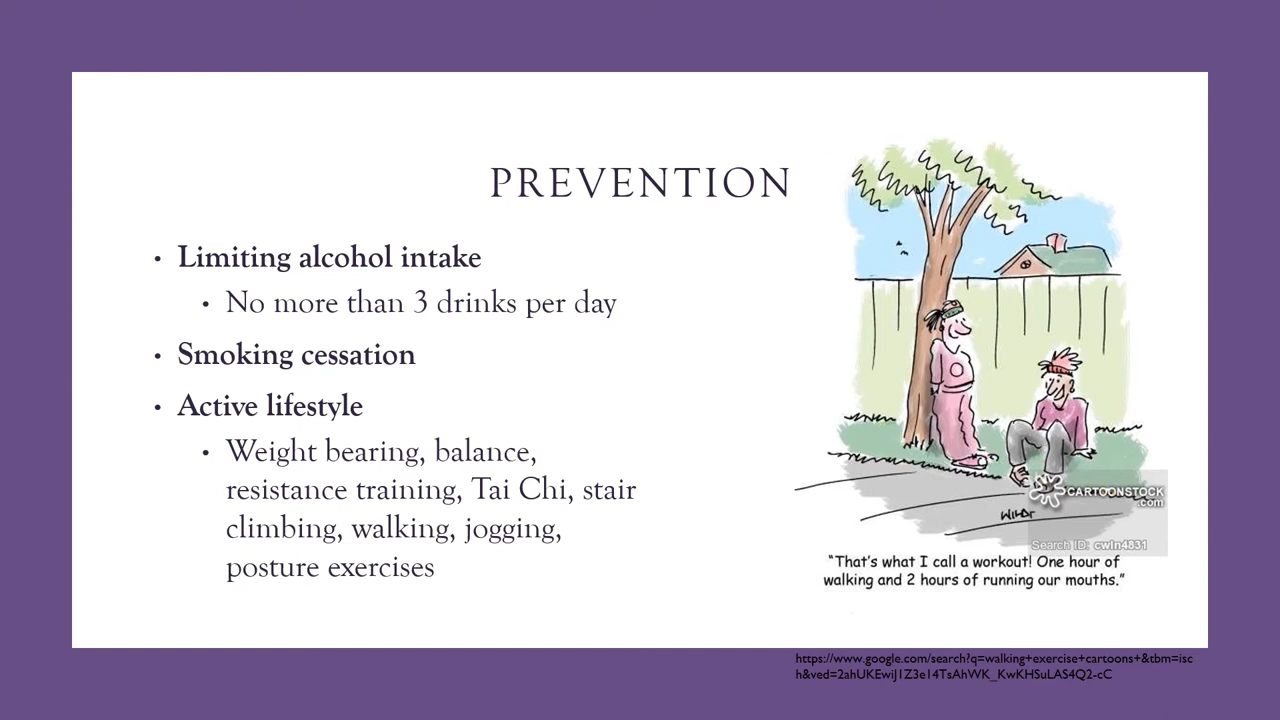 PREVENTION
• Limiting alcohol intake
• No more than 3 drinks per day
• Smoking cessation
• Active lifestyle
• Weight bearing, balance,
resistance training, Tai Chi, stair
climbing, walking, jogging,
posture exercises
WILDT
CARTOONSTOCK
.com
Search ID: cwln4831
"That's what I call a workout! One hour of
walking and 2 hours of running our mouths."
https://www.google.com/search?q=walking+exercise+cartoons+&tbm=isc
h&ved=2ahUKEwiJ1Z3e14TsAhWK_KwKHSuLAS4Q2-cC